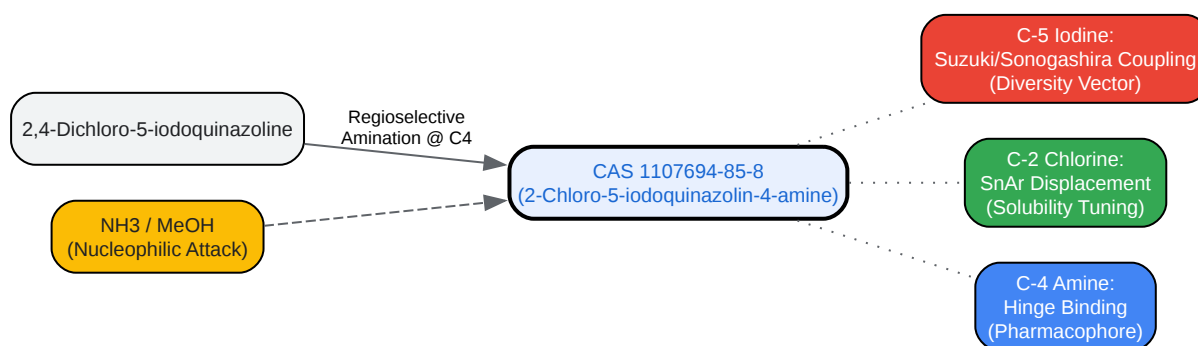 2,4-Dichloro-5-iodoquinazoline
NH3 / MeOH
(Nucleophilic Attack)
Regioselective
Amination @ C4
CAS 1107694-85-8
(2-Chloro-5-iodoquinazolin-4-amine)
C-5 Iodine:
Suzuki/Sonogashira Coupling
(Diversity Vector)
C-2 Chlorine:
SnAr Displacement
(Solubility Tuning)
C-4 Amine:
Hinge Binding
(Pharmacophore)